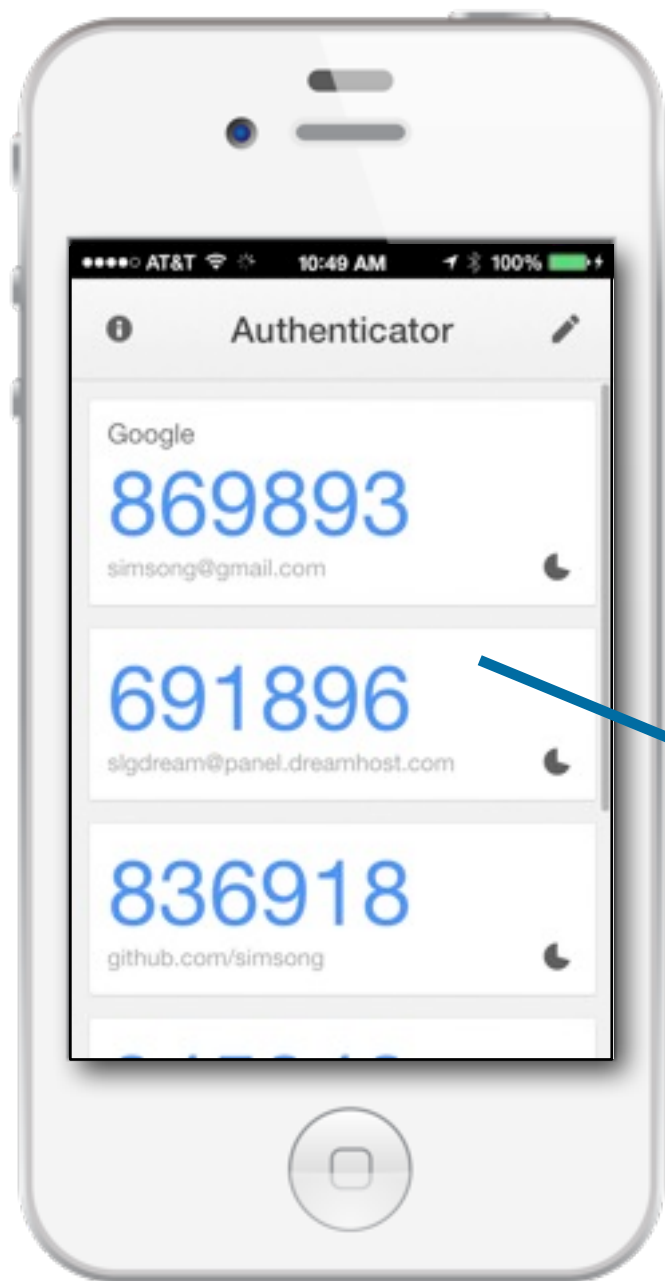 AT&T 10:49 AM 100%
Authenticator
Google
869893
simsong@gmail.com
691896
slgdream@panel.dreamhost.com
836918
github.com/simsong